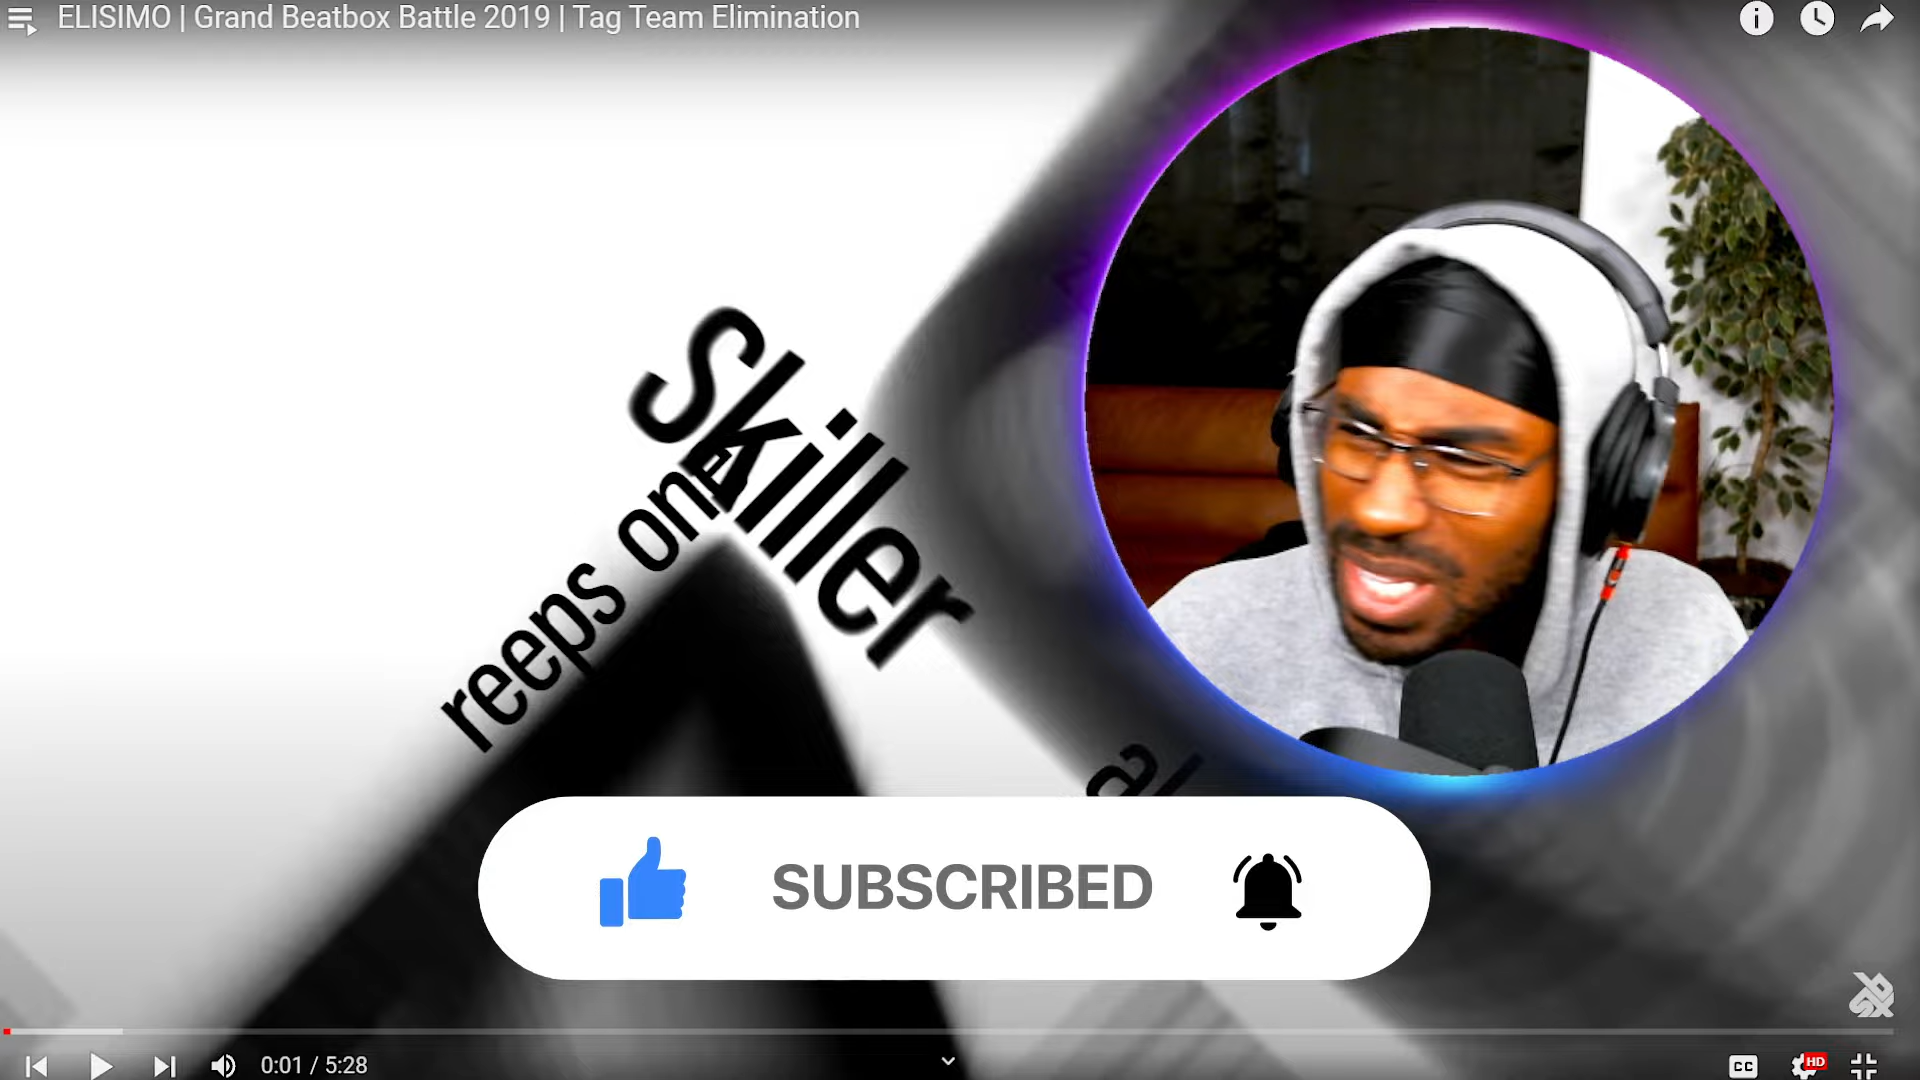 ELISIMO | Grand Beatbox Battle 2019 | Tag Team Elimination
Skiller
reeps one
SUBSCRIBED
0:01 / 5:28
CC
HD